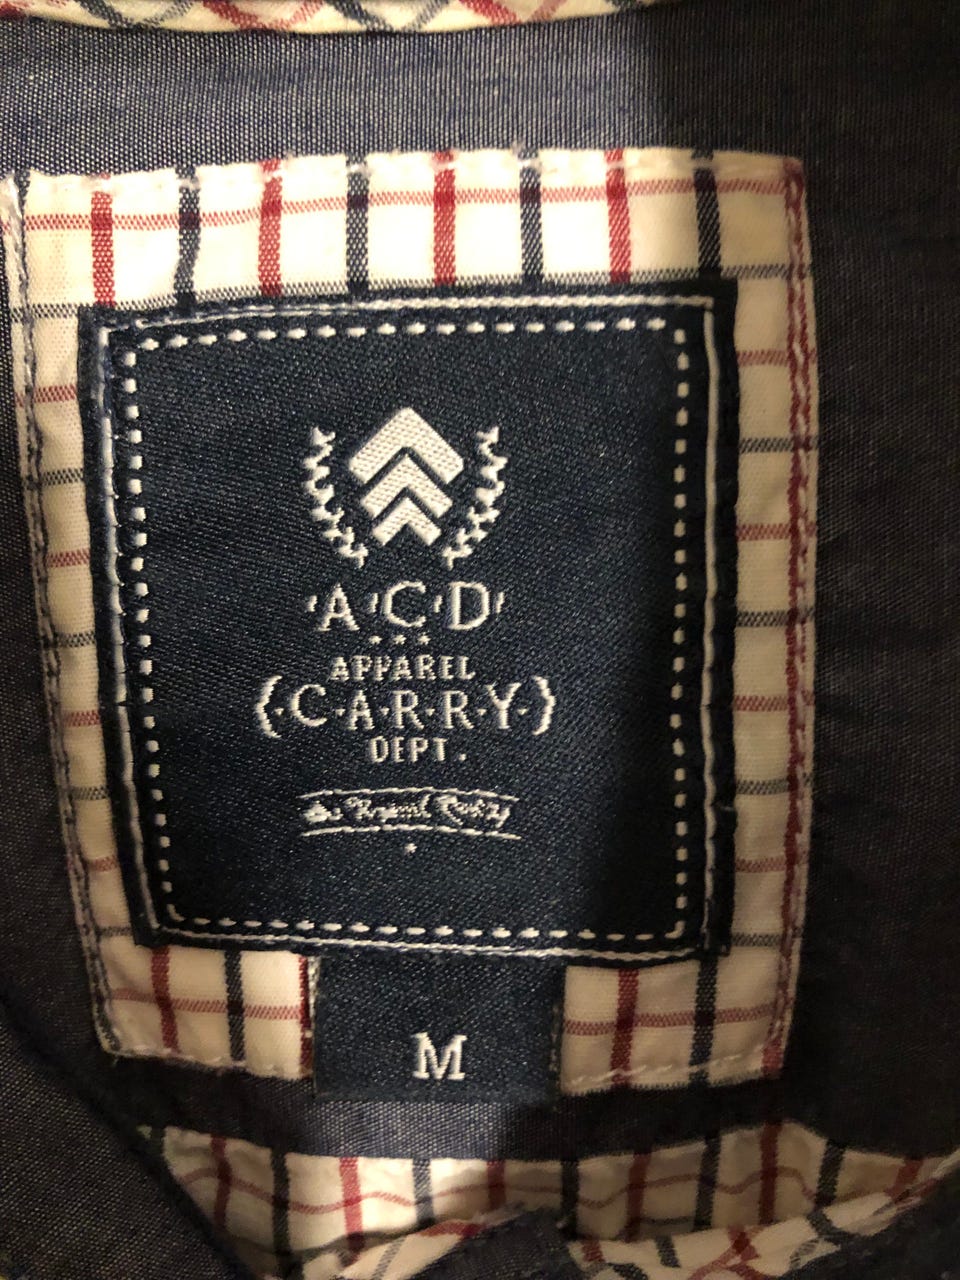 A C D
APPAREL
{·C·A·R·R·Y·}
DEPT.
M